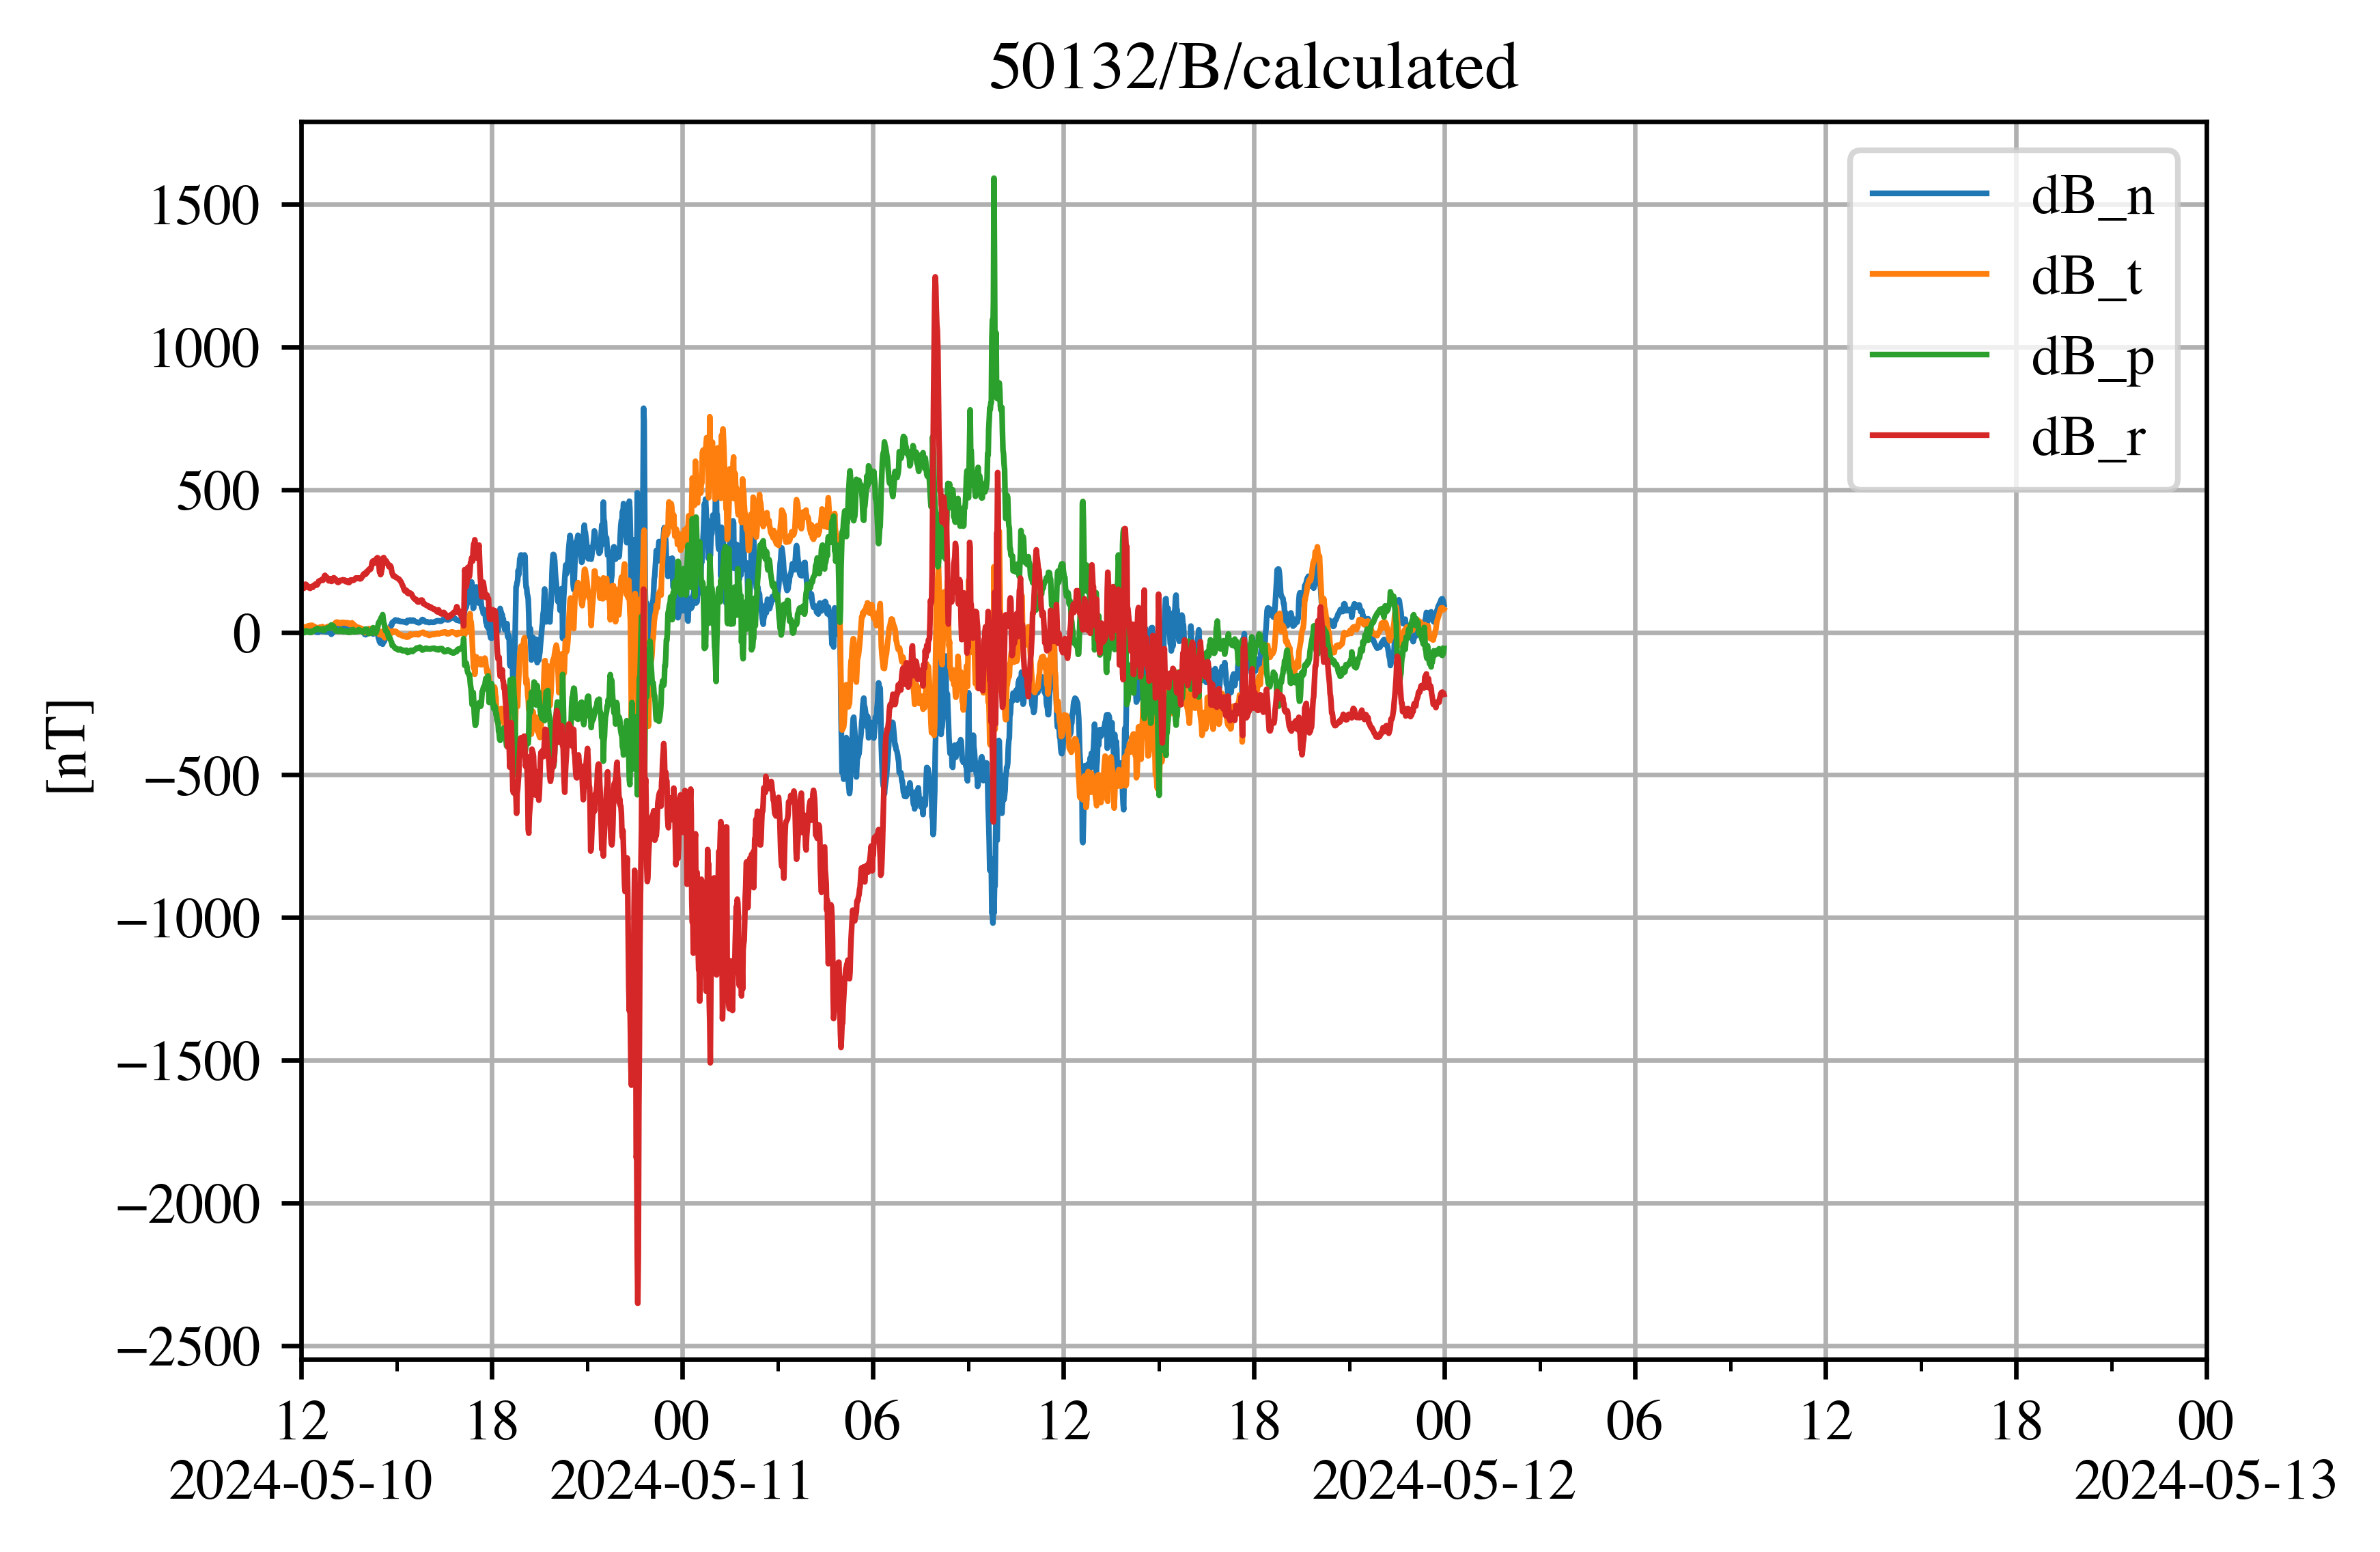 50132/B/calculated
dB_n
dB_t
dB_p
dB_r
1500
1000
500
0
−500
−1000
−1500
−2000
−2500
[nT]
12 18 00 06 12 18 00 06 12 18 00
2024-05-10 2024-05-11 2024-05-12 2024-05-13